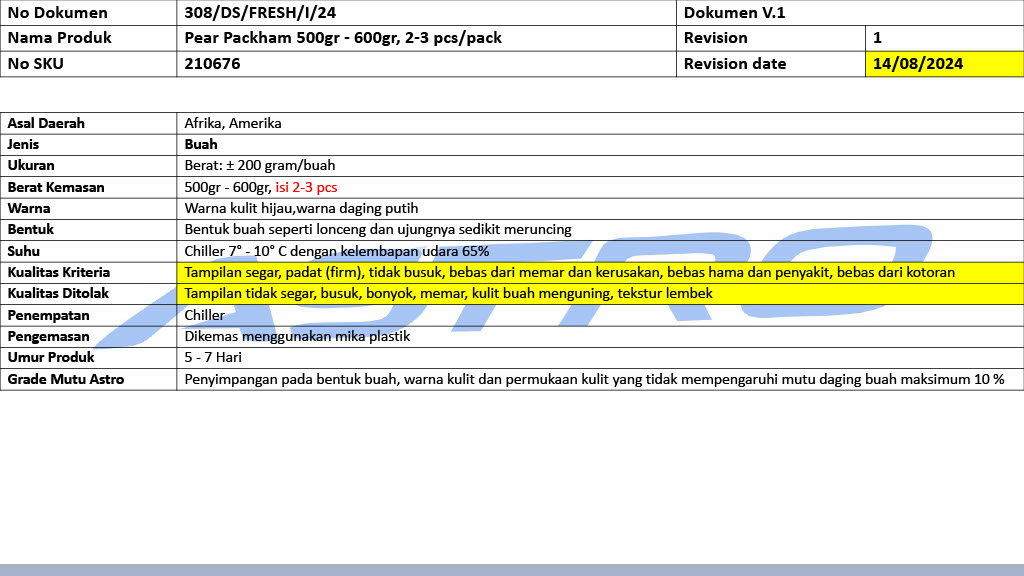 No Dokumen 308/DS/FRESH/I/24 Dokumen V.1
Nama Produk Pear Packham 500gr - 600gr, 2-3 pcs/pack Revision 1
No SKU 210676 Revision date 14/08/2024
Asal Daerah Afrika, Amerika
Jenis Buah
Ukuran Berat: ± 200 gram/buah
Berat Kemasan 500gr - 600gr, isi 2-3 pcs
Warna Warna kulit hijau,warna daging putih
Bentuk Bentuk buah seperti lonceng dan ujungnya sedikit meruncing
Suhu Chiller 7° - 10° C dengan kelembapan udara 65%
Kualitas Kriteria Tampilan segar, padat (firm), tidak busuk, bebas dari memar dan kerusakan, bebas hama dan penyakit, bebas dari kotoran
Kualitas Ditolak Tampilan tidak segar, busuk, bonyok, memar, kulit buah menguning, tekstur lembek
Penempatan Chiller
Pengemasan Dikemas menggunakan mika plastik
Umur Produk 5 - 7 Hari
Grade Mutu Astro Penyimpangan pada bentuk buah, warna kulit dan permukaan kulit yang tidak mempengaruhi mutu daging buah maksimum 10 %
ASTRO